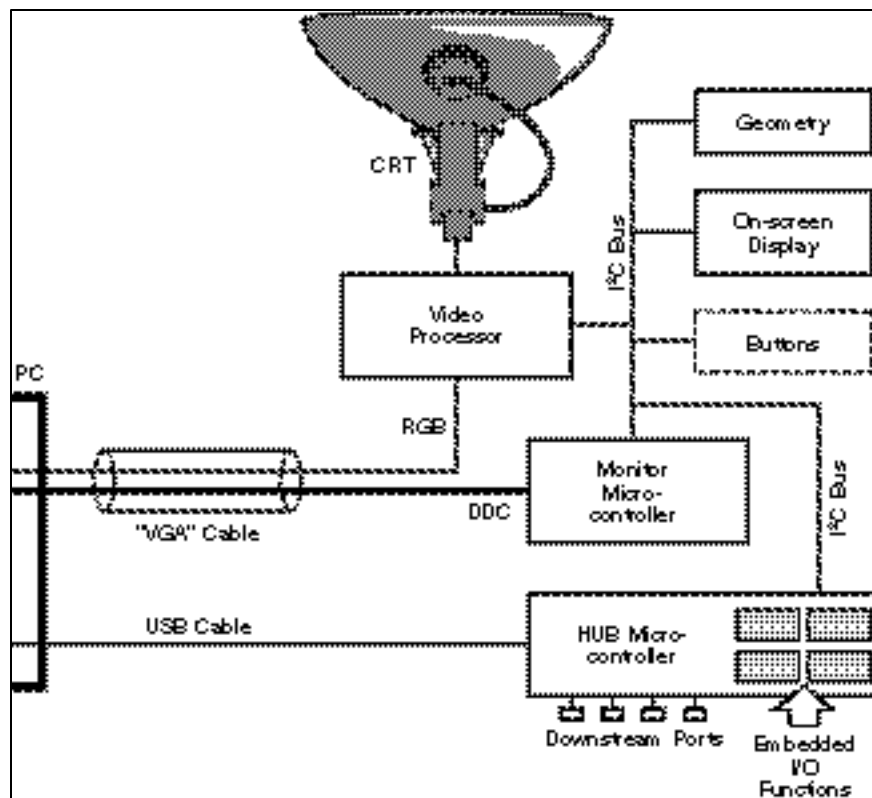 CRT
Geometry
On-screen
Display
I²C Bus
Video
Processor
Buttons
PC
RGB
Monitor
Micro-
controller
"VGA" Cable
DDC
I²C Bus
USB Cable
HUB Micro-
controller
Downstream Ports
Embedded
I/O
Functions